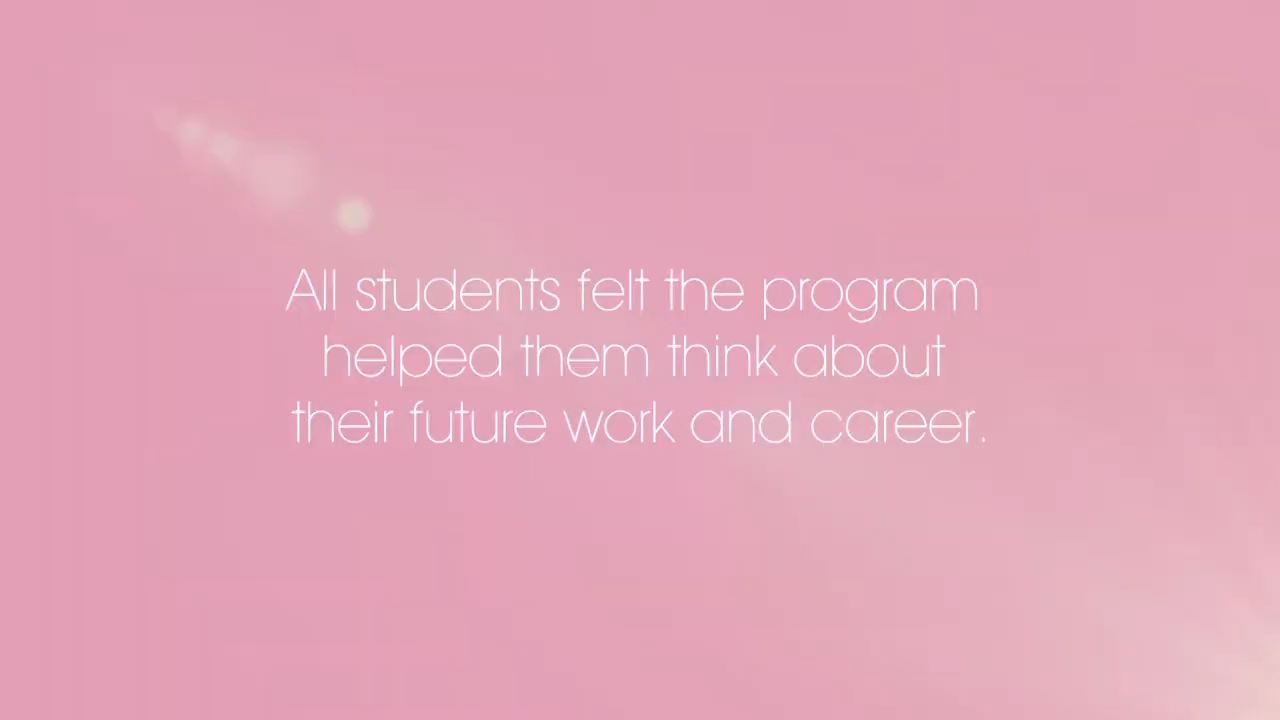 All students felt the program
helped them think about
their future work and career.